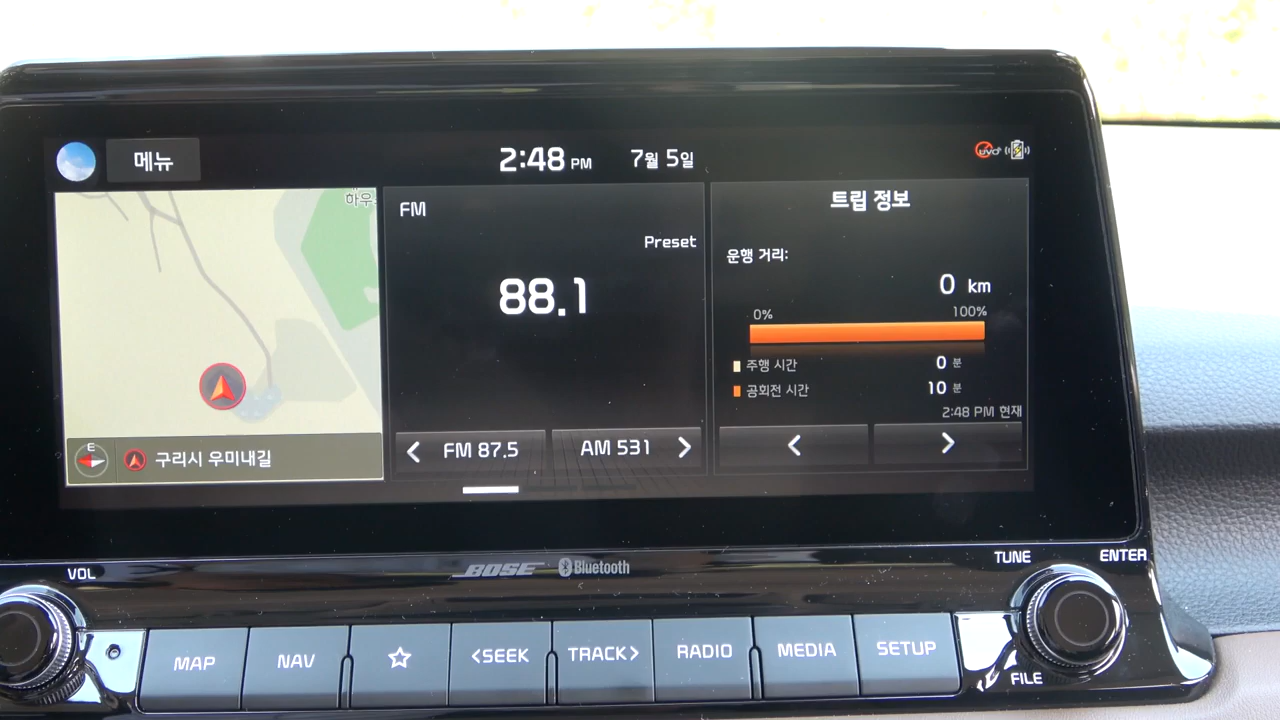 메뉴
2:48 PM 7월 5일
UVO
하우
구리시 우미내길
E
FM
Preset
88.1
FM 87.5
AM 531
트립 정보
운행 거리:
0 km
0% 100%
주행 시간 0 분
공회전 시간 10 분
2:48 PM 현재
VOL
BOSE Bluetooth
TUNE
ENTER
MAP
NAV
<SEEK
TRACK>
RADIO
MEDIA
SETUP
FILE